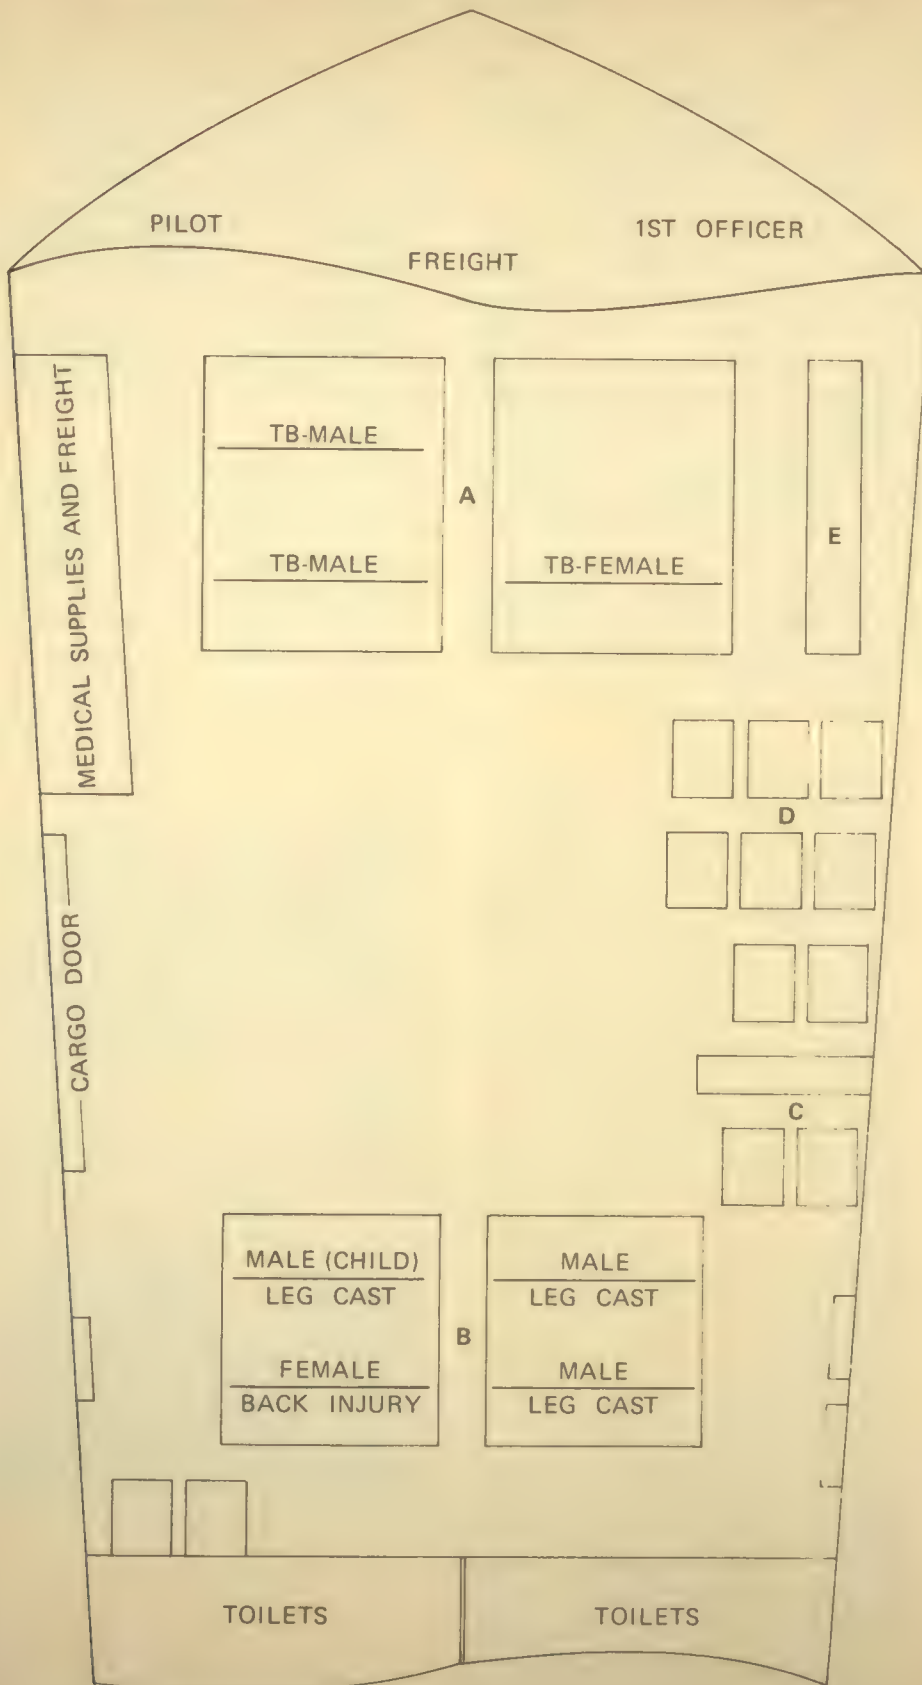 PILOT
1ST OFFICER
FREIGHT
MEDICAL SUPPLIES AND FREIGHT
TB-MALE
TB-MALE
A
TB-FEMALE
E
D
CARGO DOOR
C
MALE (CHILD)
LEG CAST
FEMALE
BACK INJURY
B
MALE
LEG CAST
MALE
LEG CAST
TOILETS
TOILETS